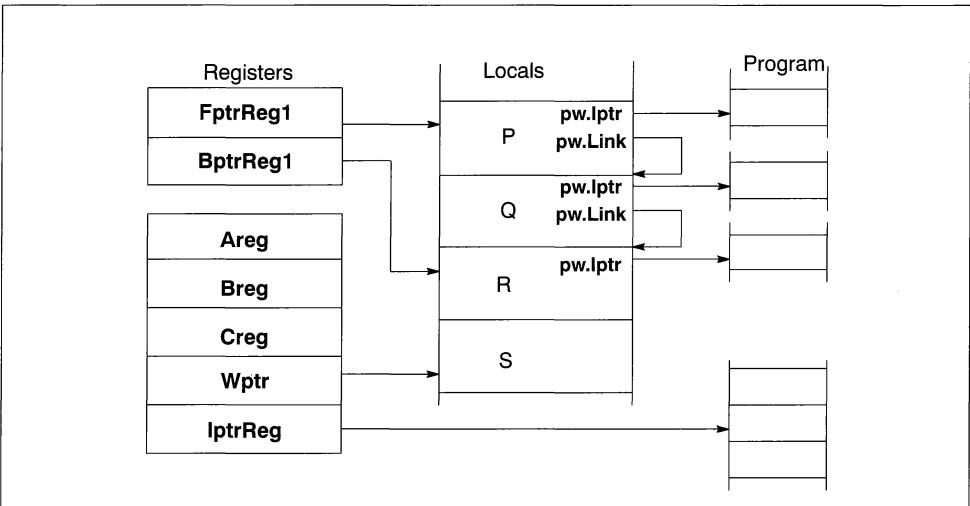 Registers
FptrReg1
BptrReg1
Areg
Breg
Creg
Wptr
IptrReg
Locals
P
pw.Iptr
pw.Link
Q
pw.Iptr
pw.Link
R
pw.Iptr
S
Program